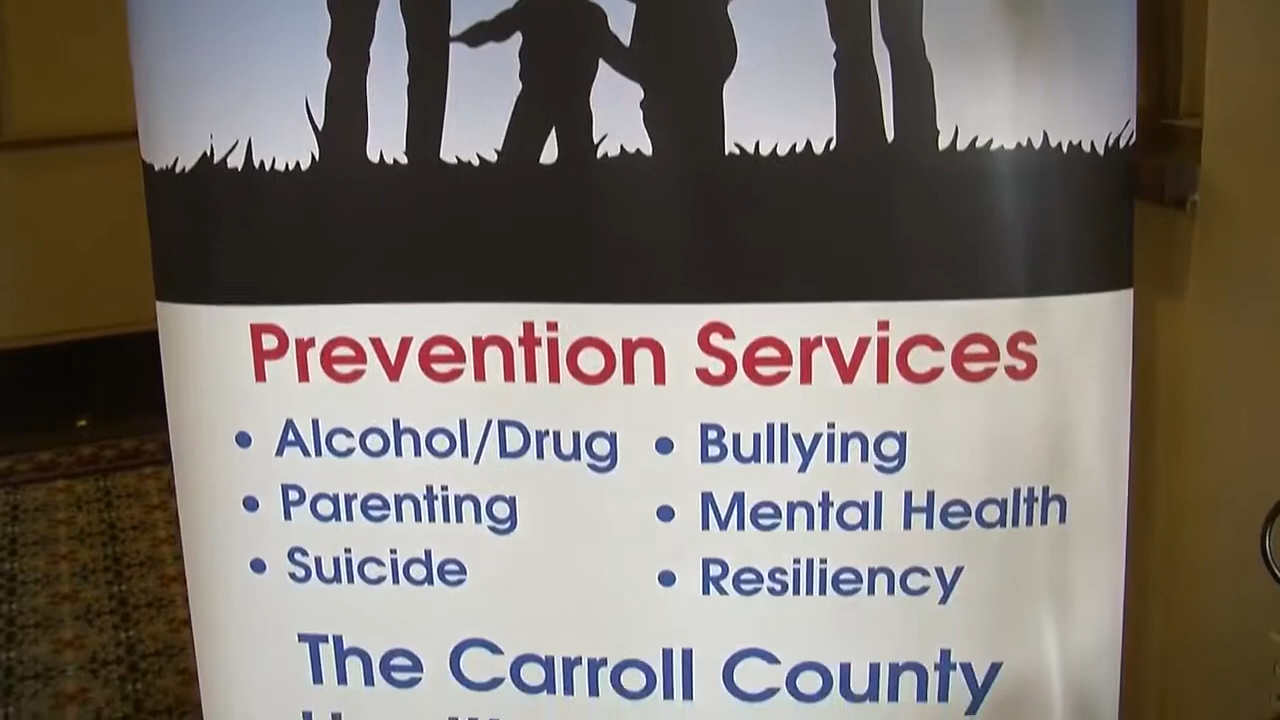 Prevention Services
• Alcohol/Drug • Bullying
• Parenting • Mental Health
• Suicide • Resiliency
The Carroll County